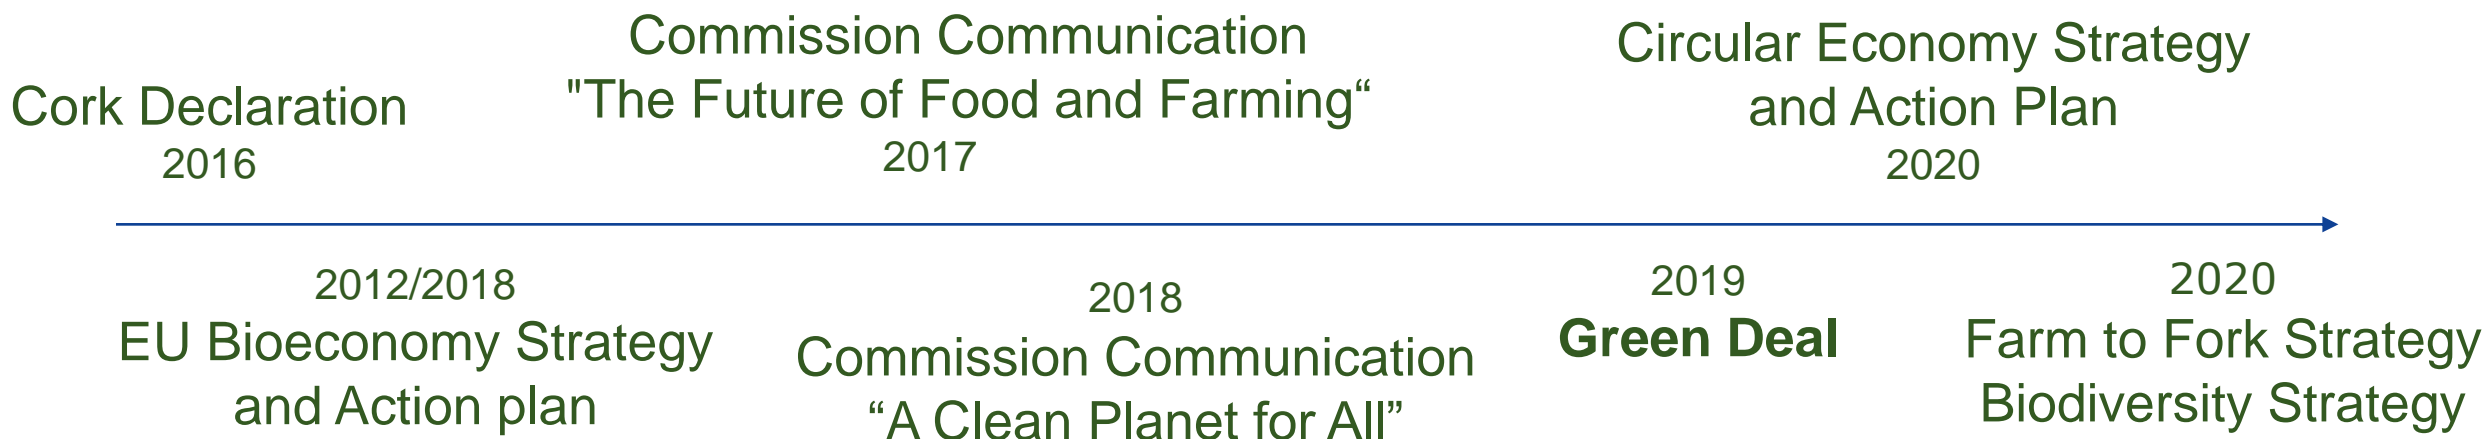 Cork Declaration
2016
Commission Communication
"The Future of Food and Farming“
2017
Circular Economy Strategy
and Action Plan
2020
2012/2018
EU Bioeconomy Strategy
and Action plan
2018
Commission Communication
“A Clean Planet for All”
2019
Green Deal
2020
Farm to Fork Strategy
Biodiversity Strategy